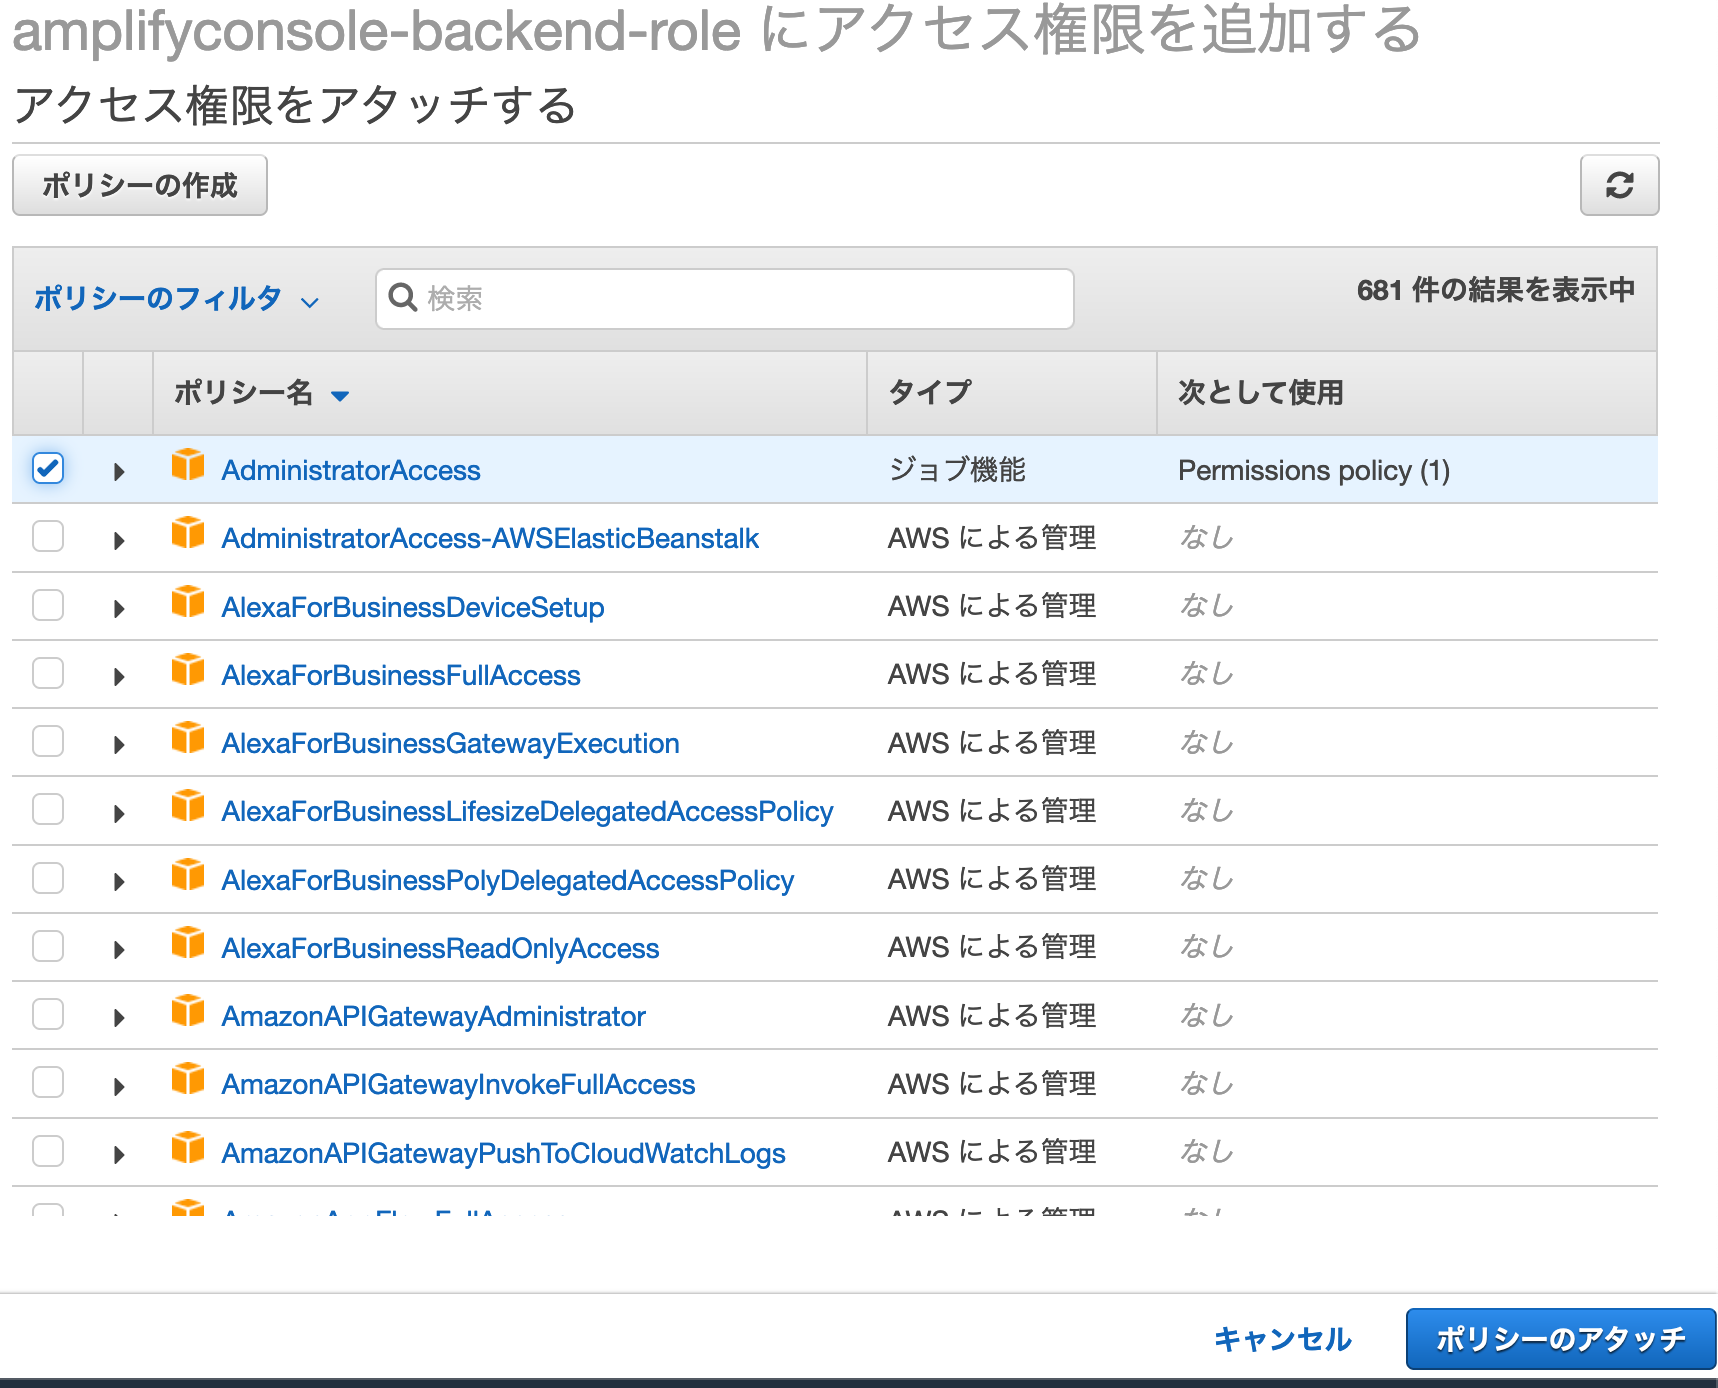 amplifyconsole-backend-role にアクセス権限を追加する
アクセス権限をアタッチする
ポリシーの作成
ポリシーのフィルタ 検索 681 件の結果を表示中
ポリシー名 タイプ 次として使用
AdministratorAccess ジョブ機能 Permissions policy (1)
AdministratorAccess-AWSElasticBeanstalk AWS による管理 なし
AlexaForBusinessDeviceSetup AWS による管理 なし
AlexaForBusinessFullAccess AWS による管理 なし
AlexaForBusinessGatewayExecution AWS による管理 なし
AlexaForBusinessLifesizeDelegatedAccessPolicy AWS による管理 なし
AlexaForBusinessPolyDelegatedAccessPolicy AWS による管理 なし
AlexaForBusinessReadOnlyAccess AWS による管理 なし
AmazonAPIGatewayAdministrator AWS による管理 なし
AmazonAPIGatewayInvokeFullAccess AWS による管理 なし
AmazonAPIGatewayPushToCloudWatchLogs AWS による管理 なし
AmazonAppFlowFullAccess AWS による管理 なし
キャンセル ポリシーのアタッチ